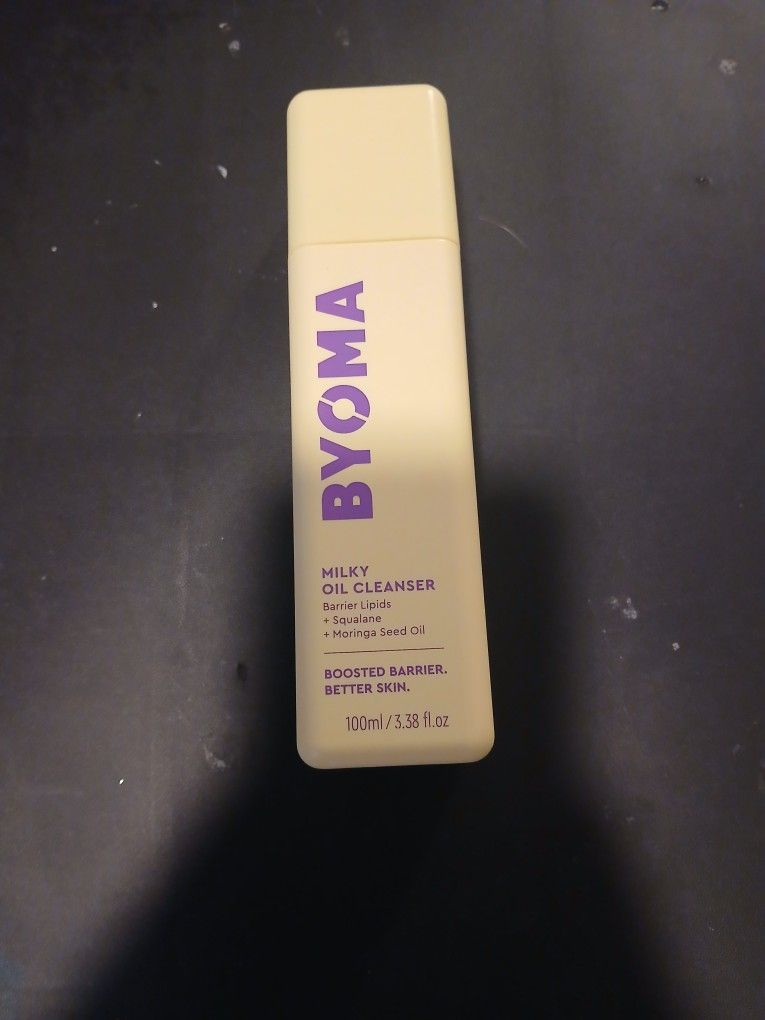 BYOMA
MILKY
OIL CLEANSER
Barrier Lipids
+ Squalane
+ Moringa Seed Oil
BOOSTED BARRIER.
BETTER SKIN.
100ml / 3.38 fl.oz